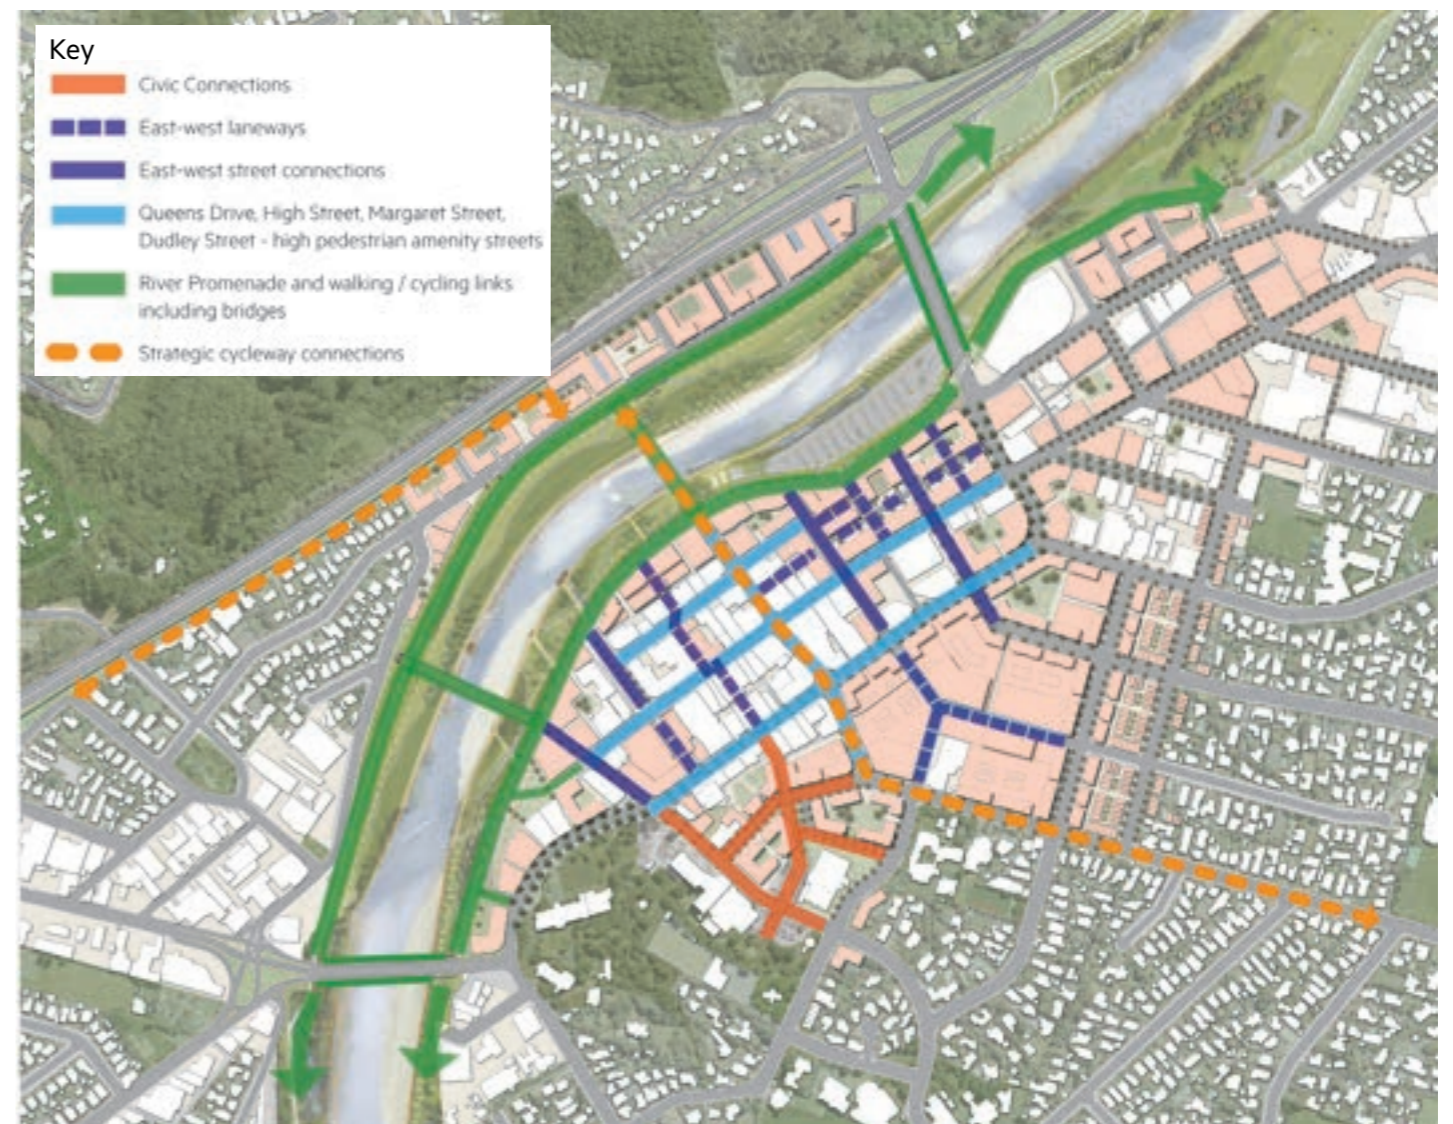 Key
Civic Connections
East-west laneways
East-west street connections
Queens Drive, High Street, Margaret Street,
Dudley Street - high pedestrian amenity streets
River Promenade and walking / cycling links
including bridges
Strategic cycleway connections